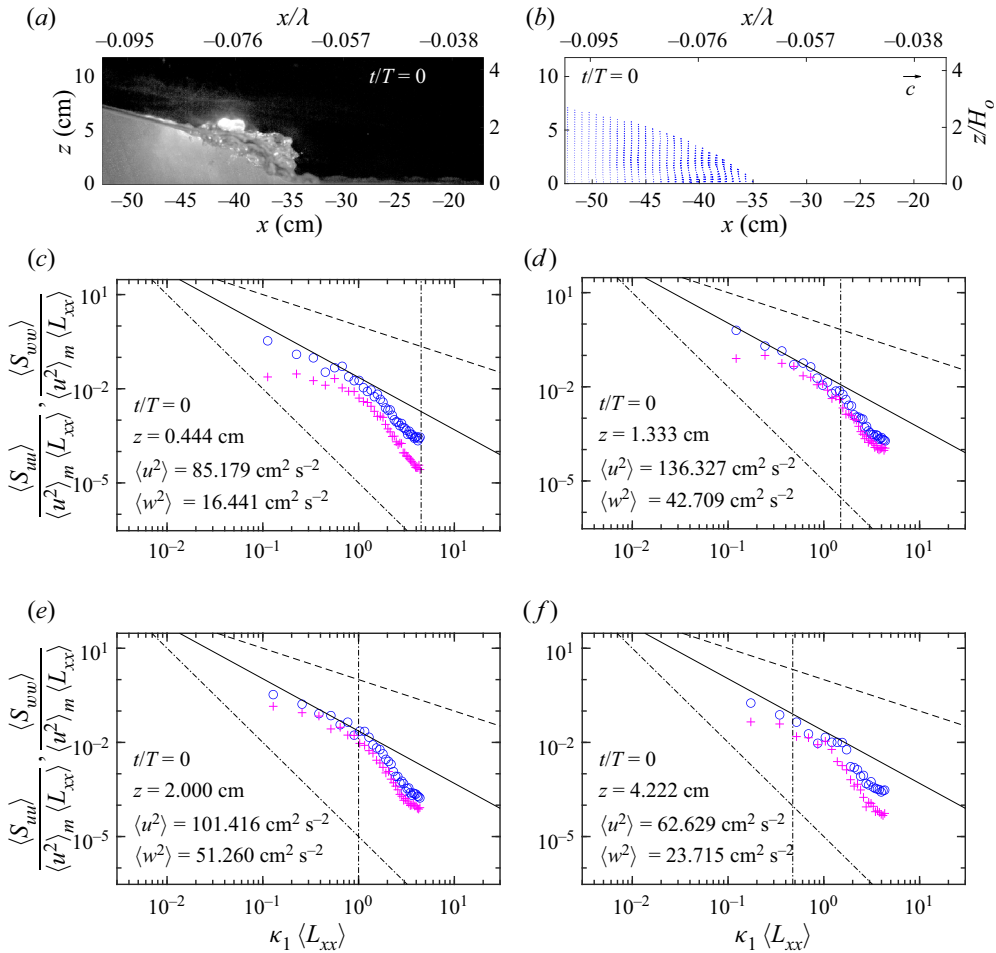 (a)
x/λ
–0.095 –0.076 –0.057 –0.038
t/T = 0
z (cm)
10
5
0
4
2
0
–50 –45 –40 –35 –30 –25 –20
x (cm)
(b)
x/λ
–0.095 –0.076 –0.057 –0.038
t/T = 0
c
10
5
0
4
2
0
z/H_o
–50 –45 –40 –35 –30 –25 –20
x (cm)
(c)
⟨S_uu⟩/⟨u²⟩_m ⟨L_xx⟩, ⟨S_ww⟩/⟨u²⟩_m ⟨L_xx⟩
10¹
10⁻²
10⁻⁵
t/T = 0
z = 0.444 cm
⟨u²⟩ = 85.179 cm² s⁻²
⟨w²⟩ = 16.441 cm² s⁻²
10⁻² 10⁻¹ 10⁰ 10¹
(d)
10¹
10⁻²
10⁻⁵
t/T = 0
z = 1.333 cm
⟨u²⟩ = 136.327 cm² s⁻²
⟨w²⟩ = 42.709 cm² s⁻²
10⁻² 10⁻¹ 10⁰ 10¹
(e)
⟨S_uu⟩/⟨u²⟩_m ⟨L_xx⟩, ⟨S_ww⟩/⟨u²⟩_m ⟨L_xx⟩
10¹
10⁻²
10⁻⁵
t/T = 0
z = 2.000 cm
⟨u²⟩ = 101.416 cm² s⁻²
⟨w²⟩ = 51.260 cm² s⁻²
10⁻² 10⁻¹ 10⁰ 10¹
κ₁ ⟨L_xx⟩
(f)
10¹
10⁻²
10⁻⁵
t/T = 0
z = 4.222 cm
⟨u²⟩ = 62.629 cm² s⁻²
⟨w²⟩ = 23.715 cm² s⁻²
10⁻² 10⁻¹ 10⁰ 10¹
κ₁ ⟨L_xx⟩